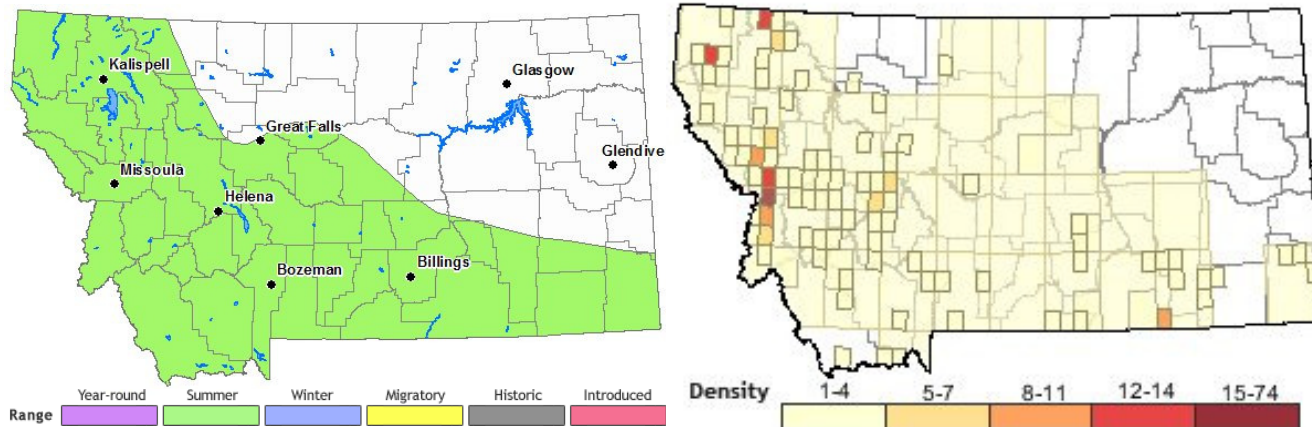 Kalispell
Glasgow
Great Falls
Glendive
Missoula
Helena
Bozeman
Billings
Range Year-round Summer Winter Migratory Historic Introduced
Density 1-4 5-7 8-11 12-14 15-74